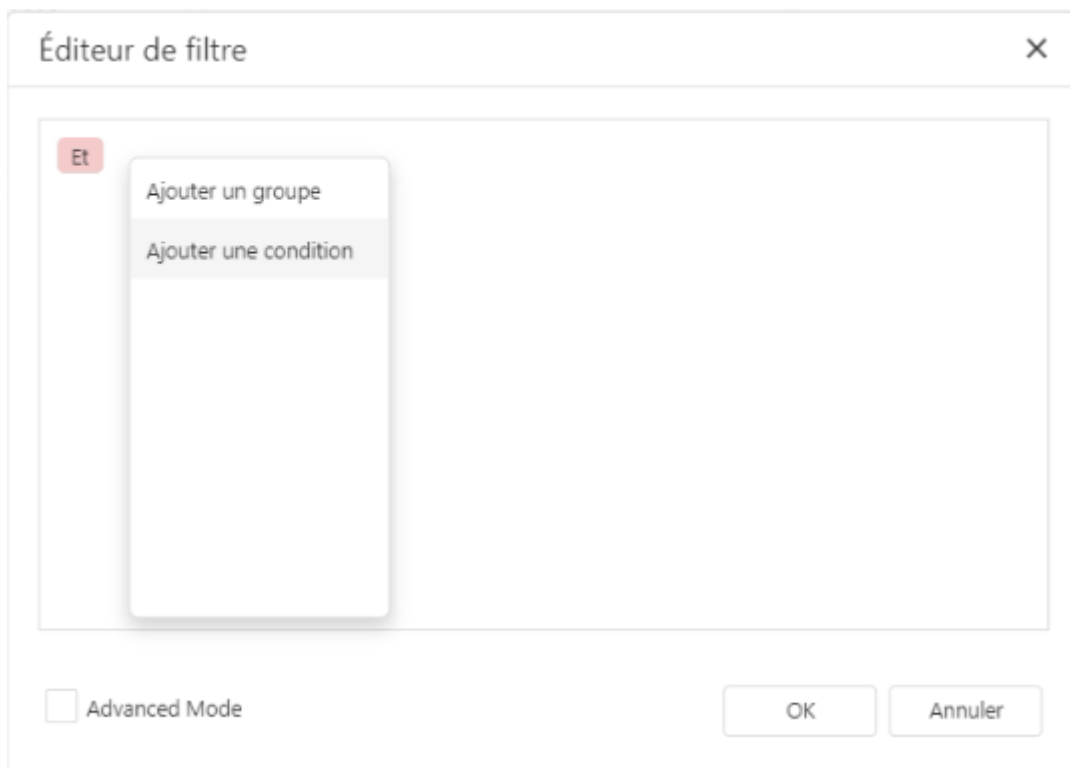 Éditeur de filtre
Et
Ajouter un groupe
Ajouter une condition
Advanced Mode
OK
Annuler